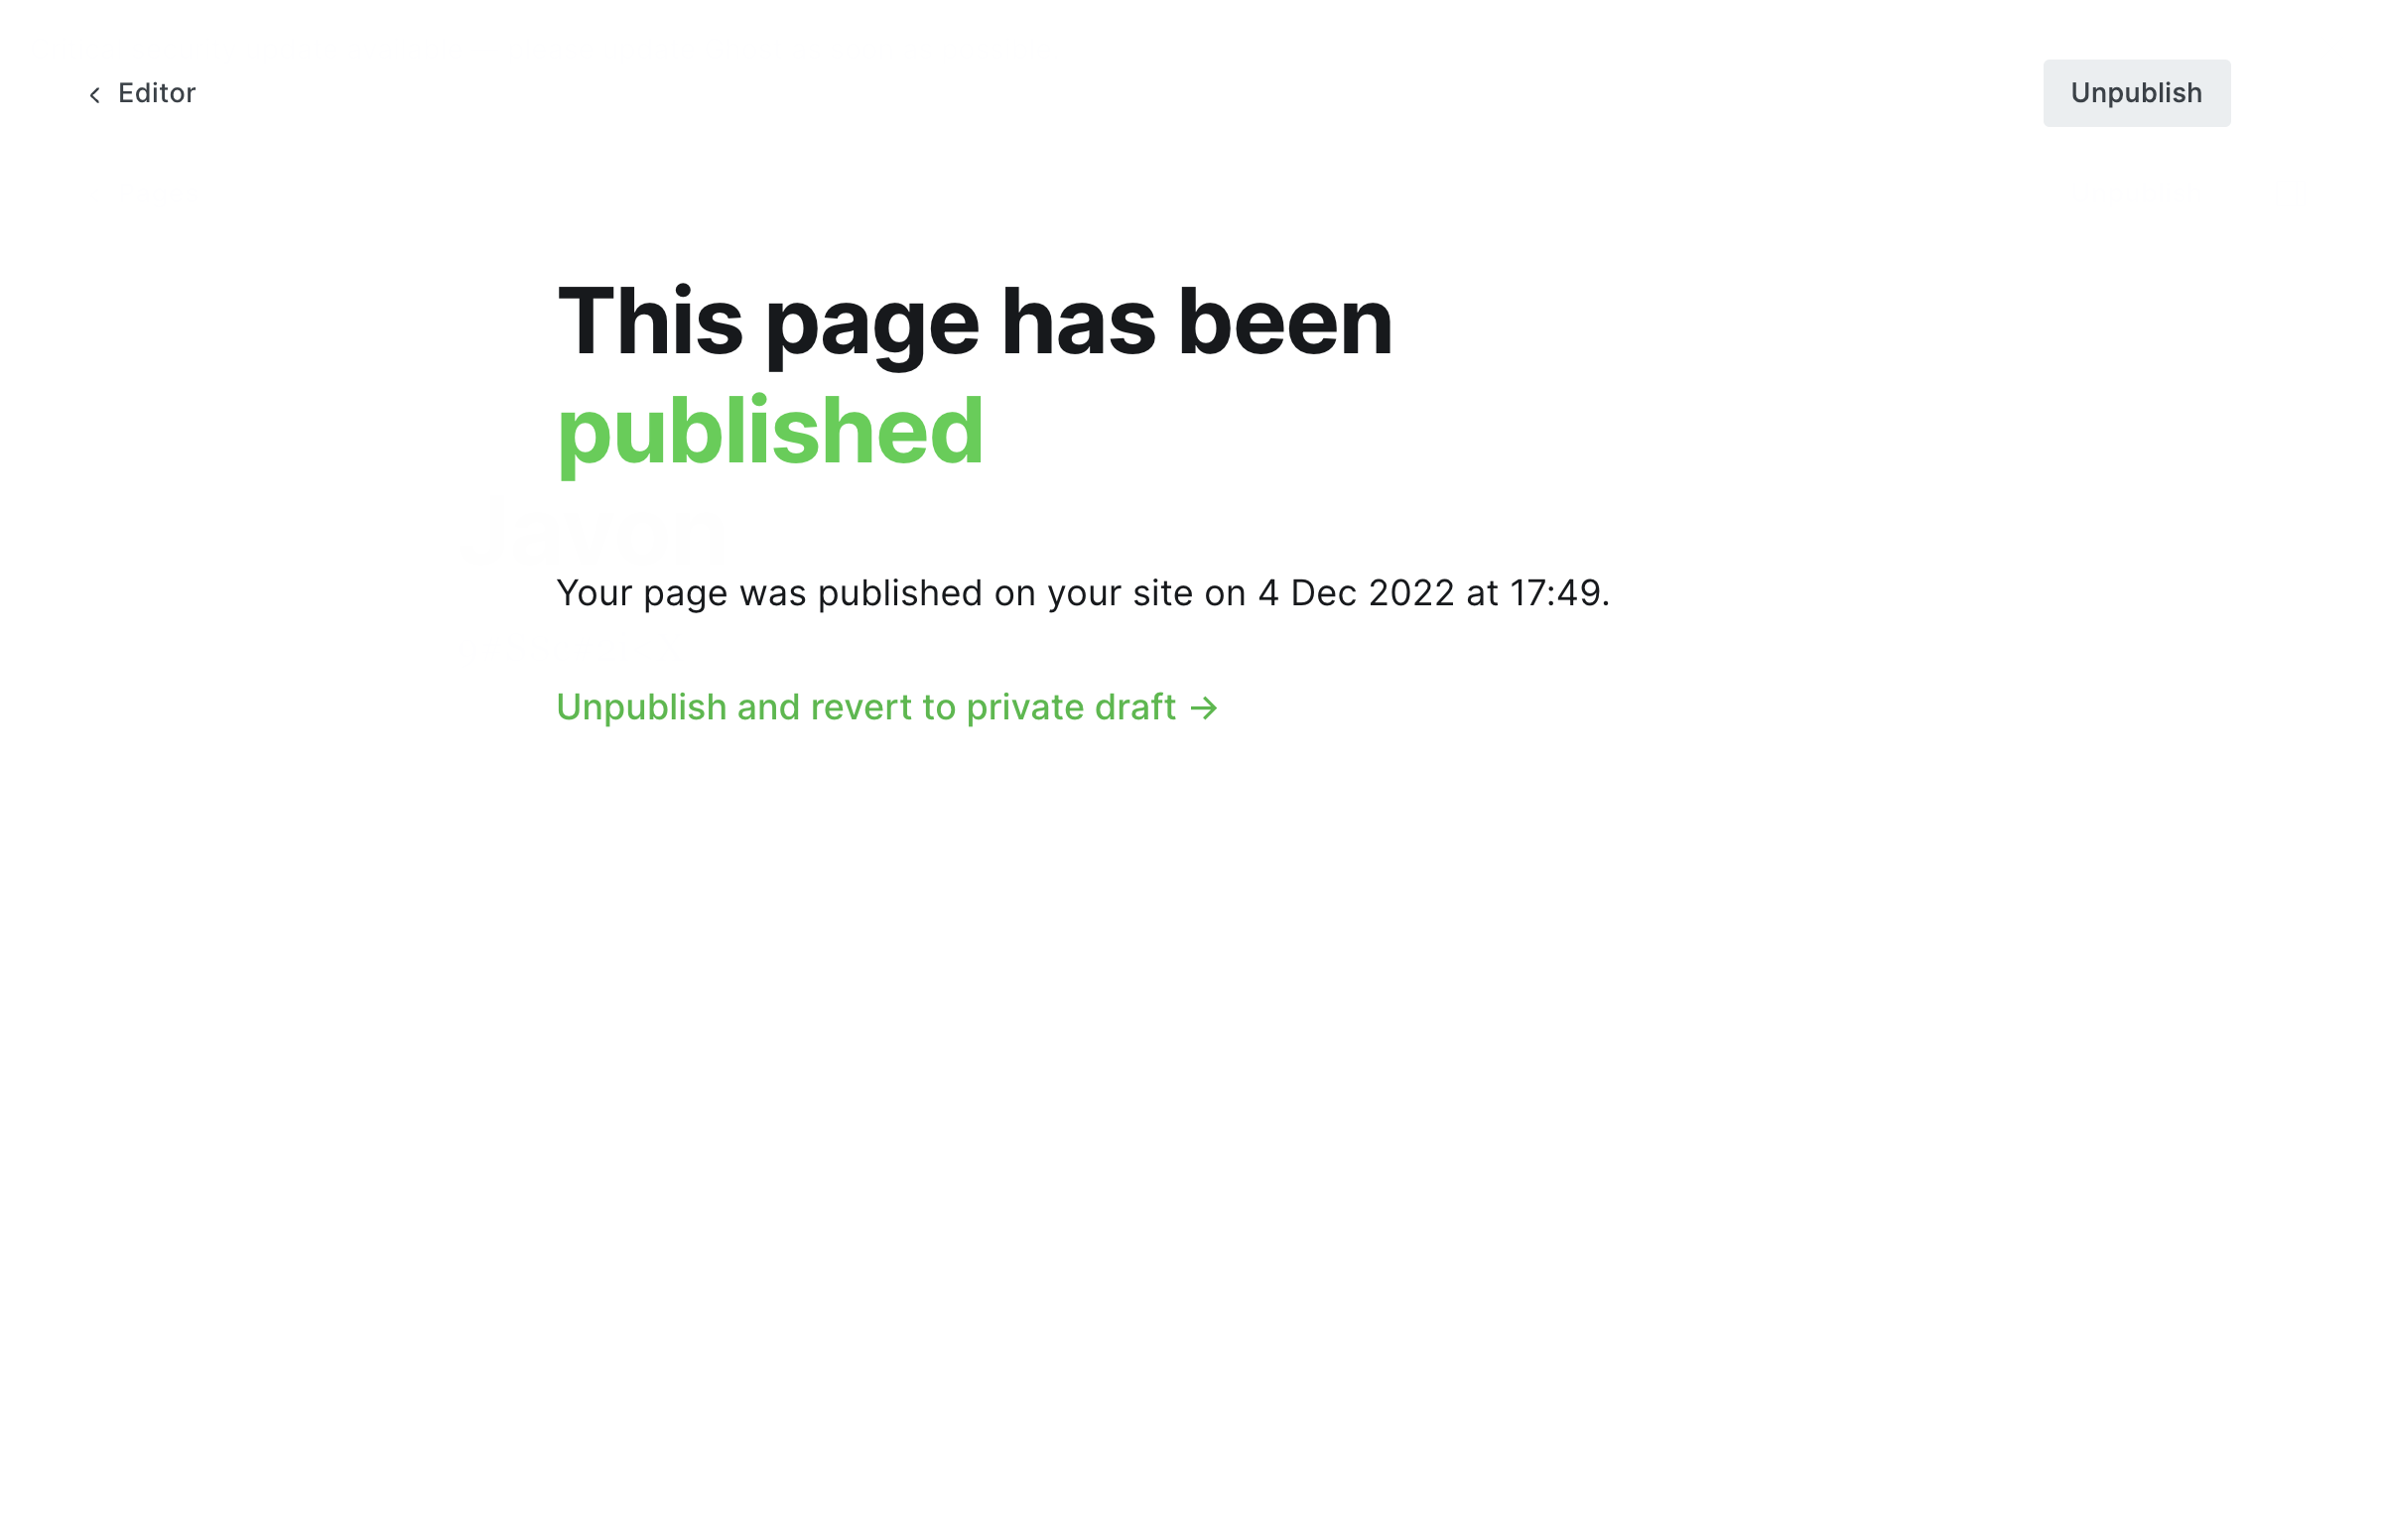 Editor
Unpublish
This page has been
published
Your page was published on your site on 4 Dec 2022 at 17:49.
Unpublish and revert to private draft →